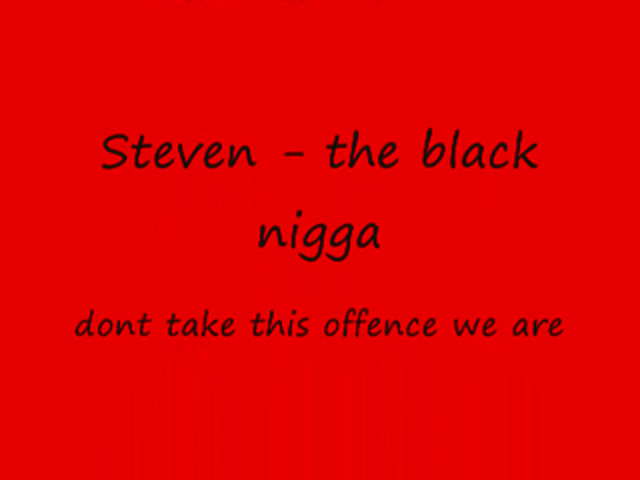 Steven - the black
nigga
dont take this offence we are